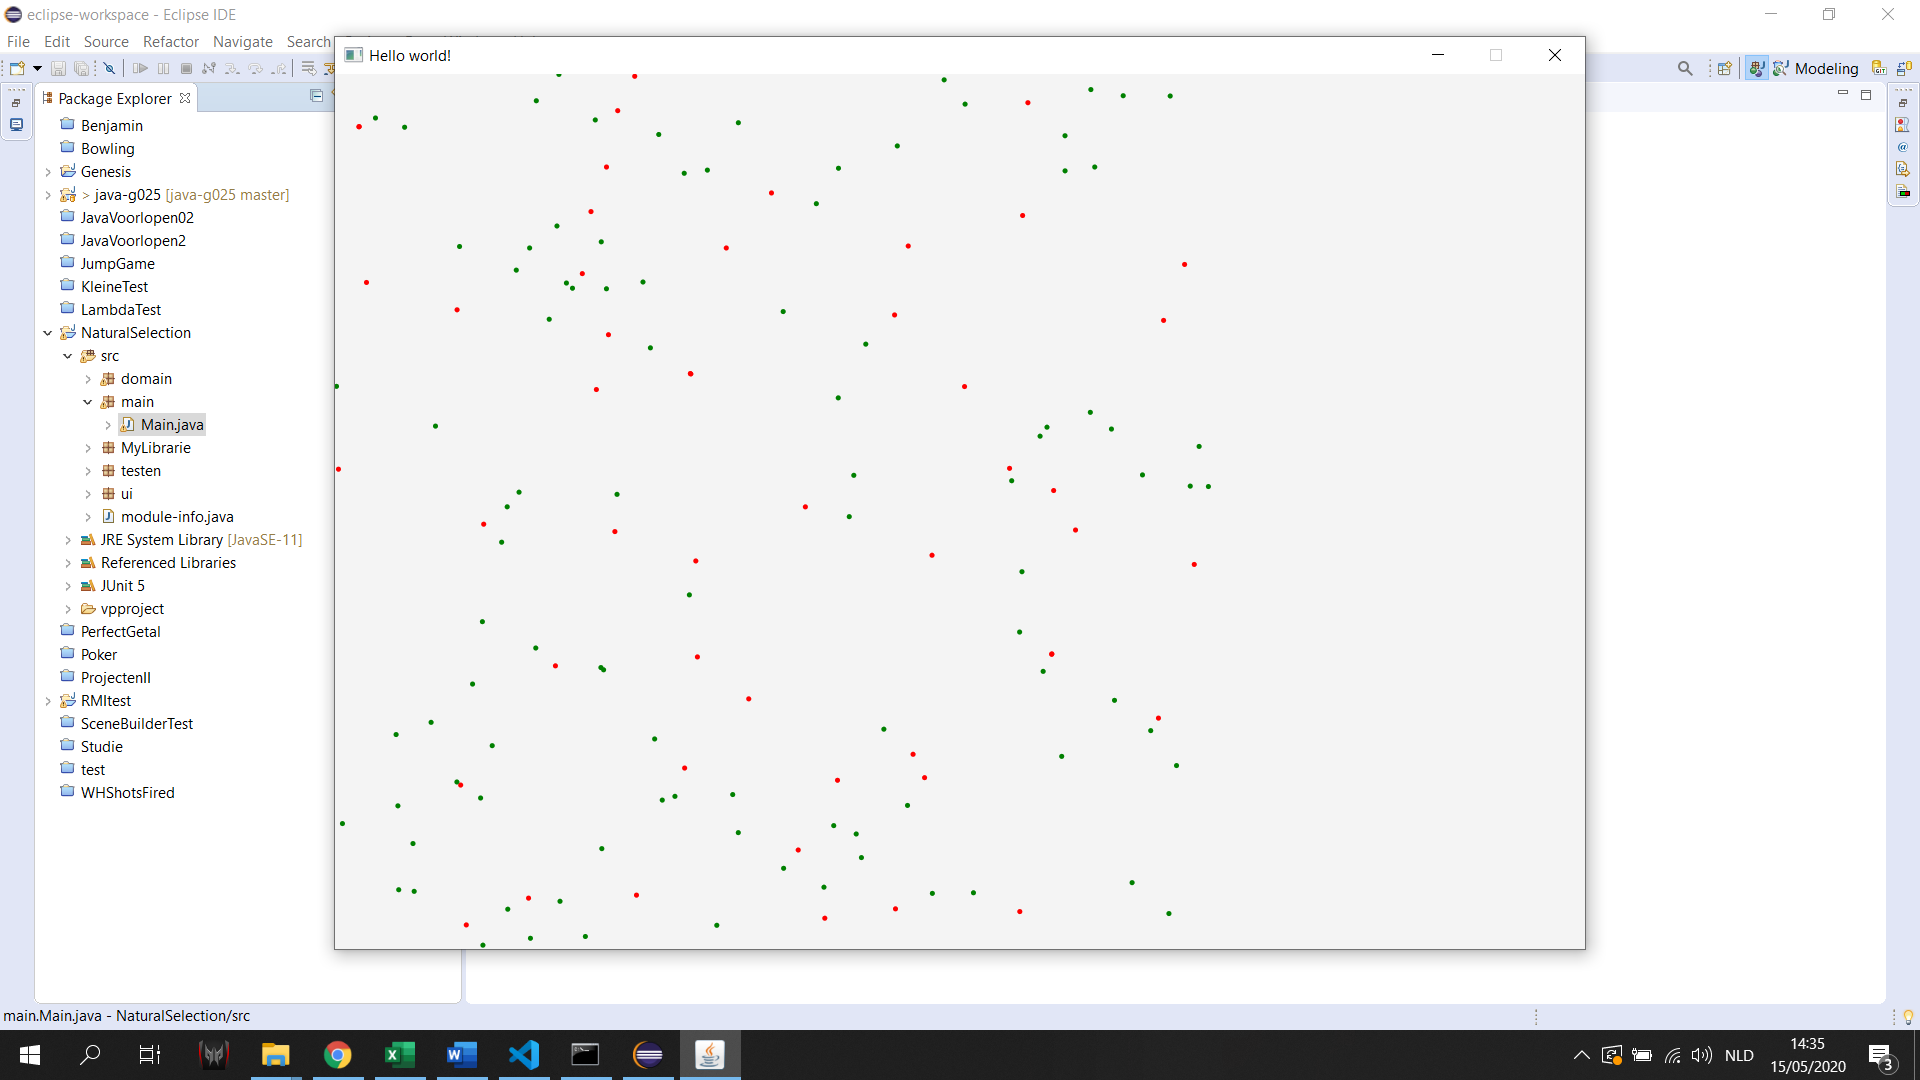 eclipse-workspace - Eclipse IDE
File Edit Source Refactor Navigate Search
Hello world!
Modeling
Package Explorer
Benjamin
Bowling
Genesis
> java-g025 [java-g025 master]
JavaVoorlopen02
JavaVoorlopen2
JumpGame
KleineTest
LambdaTest
NaturalSelection
src
domain
main
Main.java
MyLibrarie
testen
ui
module-info.java
JRE System Library [JavaSE-11]
Referenced Libraries
JUnit 5
vpproject
PerfectGetal
Poker
ProjectenII
RMItest
SceneBuilderTest
Studie
test
WHShotsFired
main.Main.java - NaturalSelection/src
NLD
14:35
15/05/2020
3